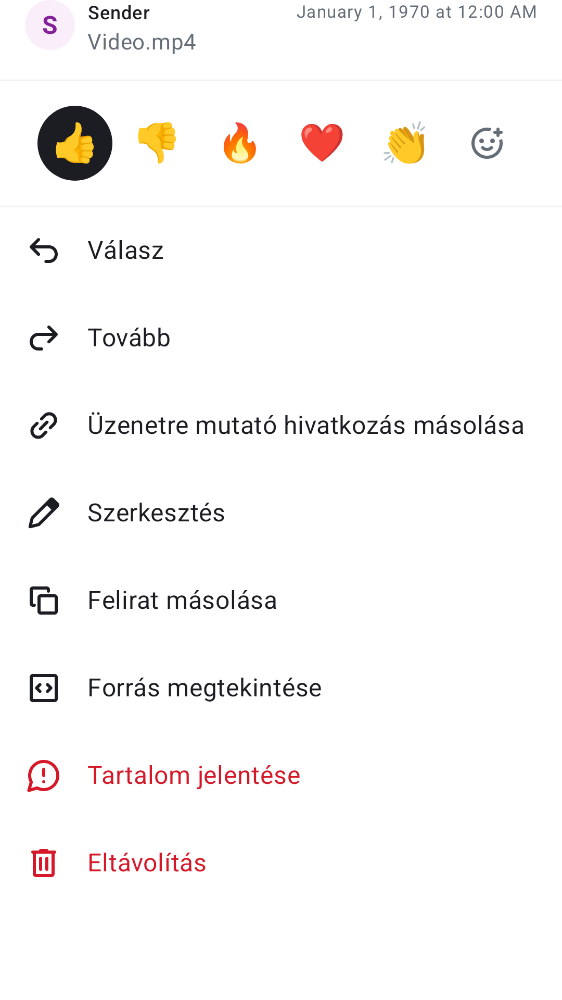 S
Sender
January 1, 1970 at 12:00 AM
Video.mp4
Válasz
Tovább
Üzenetre mutató hivatkozás másolása
Szerkesztés
Felirat másolása
Forrás megtekintése
Tartalom jelentése
Eltávolítás